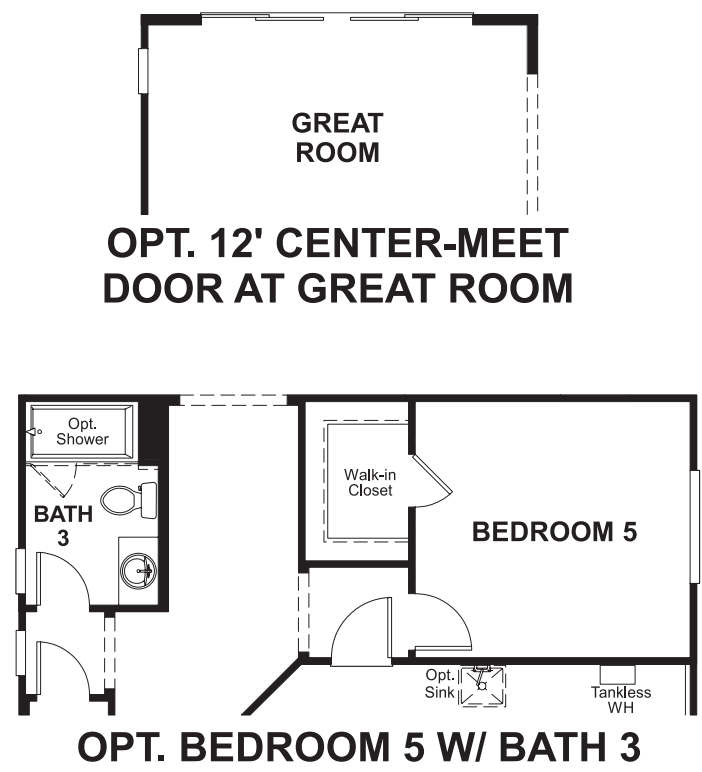 GREAT
ROOM
OPT. 12' CENTER-MEET
DOOR AT GREAT ROOM
Opt.
Shower
Walk-in
Closet
BATH
3
BEDROOM 5
Opt.
Sink
Tankless
WH
OPT. BEDROOM 5 W/ BATH 3